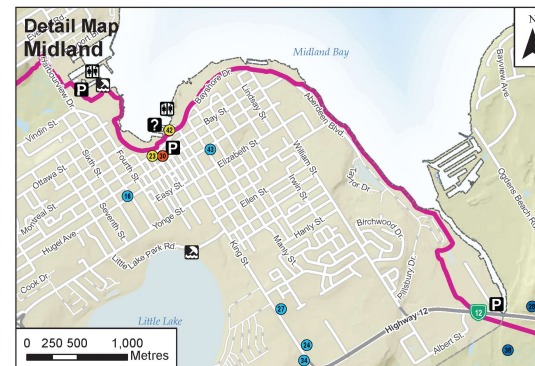 Detail Map
Midland
N
Midland Bay
Harbourview Dr.
Bayshore Dr.
Aberdeen Blvd.
Bayview Ave.
Ogdens Beach Rd.
Vindin St.
Sixth St.
Fourth St.
Bay St.
Lindsay St.
Elizabeth St.
William St.
Taylor Dr.
P
?
42
23
30
P
43
16
Ottawa St.
Easy St.
Ellen St.
Irwin St.
Montreal St.
Seventh St.
Yonge St.
Hanly St.
Birchwood Dr.
Hugel Ave.
Manly St.
Little Lake Park Rd.
King St.
Pillsbury Dr.
Cook Dr.
27
12
P
Highway-12
Little Lake
24
34
Albert St.
0 250 500 1,000
Metres